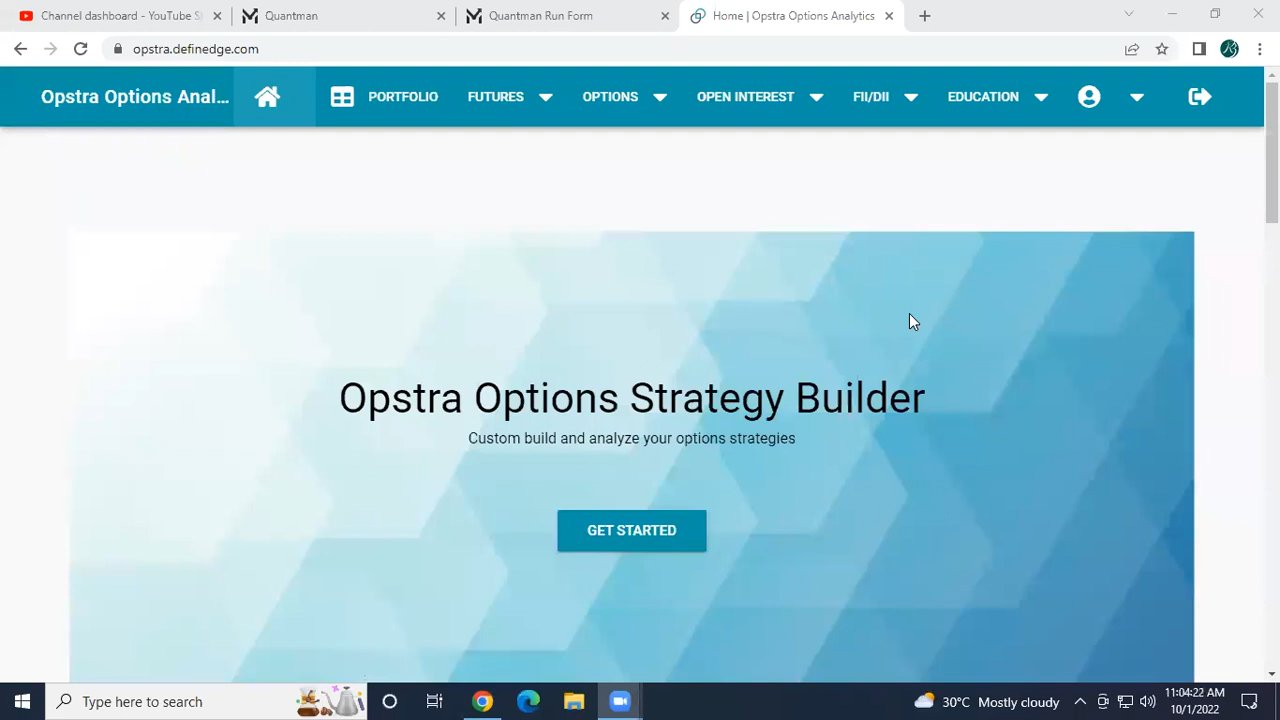 Channel dashboard - YouTube S
Quantman
Quantman Run Form
Home | Opstra Options Analytics
opstra.definedge.com
Opstra Options Anal...
PORTFOLIO
FUTURES
OPTIONS
OPEN INTEREST
FII/DII
EDUCATION
Opstra Options Strategy Builder
Custom build and analyze your options strategies
GET STARTED
Type here to search
30°C Mostly cloudy
11:04:22 AM
10/1/2022